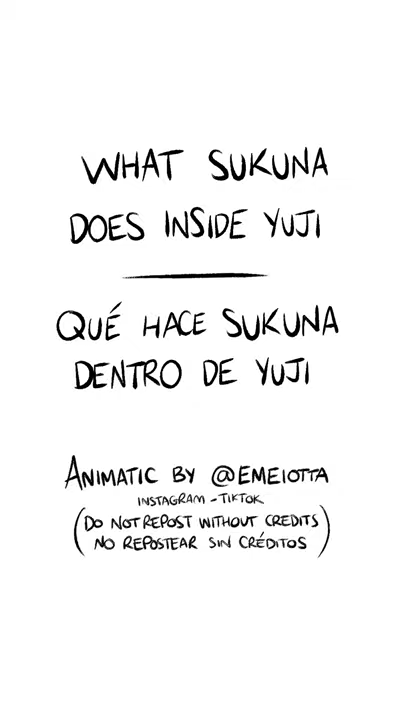 WHAT SUKUNA
DOES INSIDE YUJI
QUÉ HACE SUKUNA
DENTRO DE YUJI
ANIMATIC BY @EMEIOTTA
INSTAGRAM - TIKTOK
(DO NOT REPOST WITHOUT CREDITS
NO REPOSTEAR SIN CRÉDITOS)